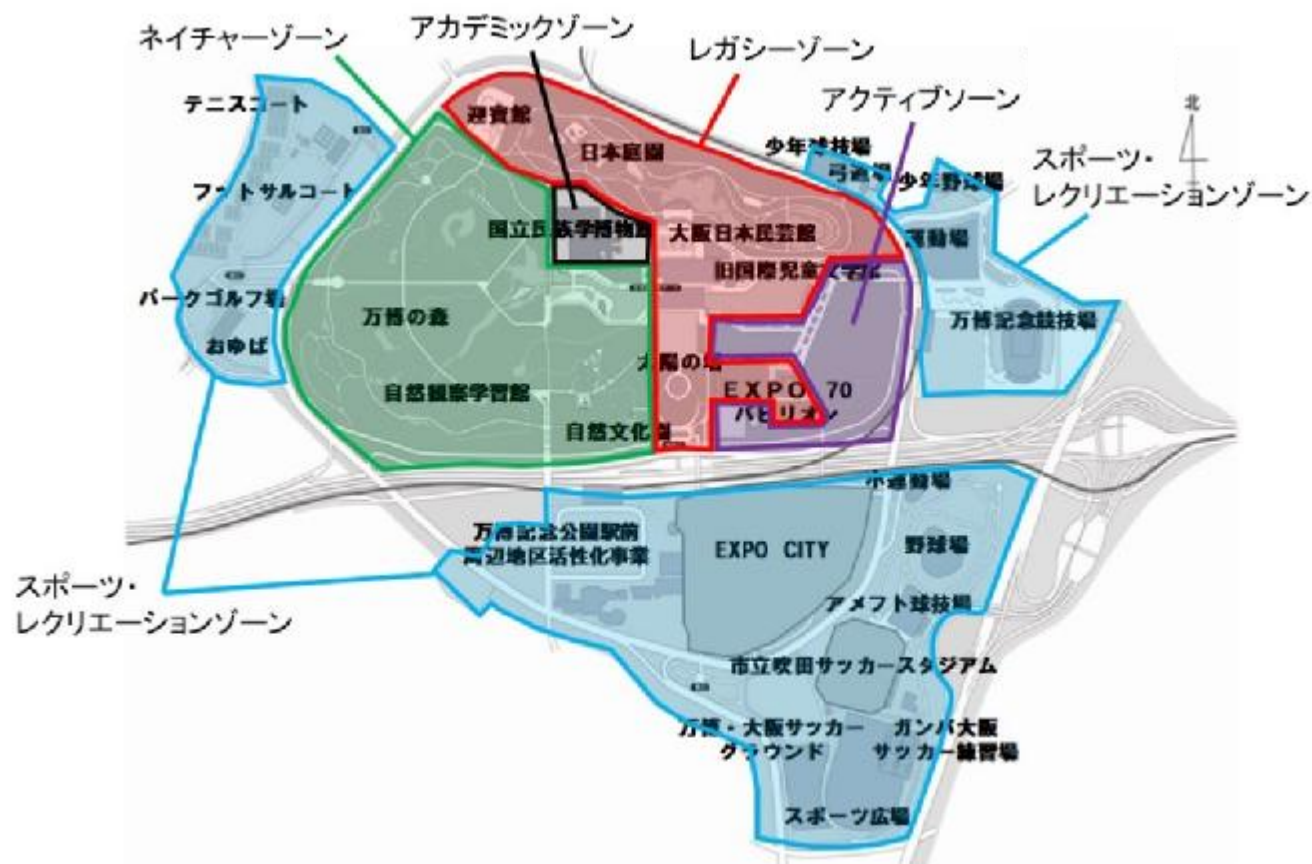 アカデミックゾーン
ネイチャーゾーン
レガシーゾーン
アクティブソーン
北
テニスコート
迎賓館
日本庭園
少年球技場
弓道場
少年野球場
スポーツ・
レクリエーションゾーン
フットサルコート
国立民族学博物館
大阪日本民芸館
運動場
旧国際児童文学館
パークゴルフ場
万博の森
万博記念競技場
おゆば
太陽の塔
自然観察学習館
EXPO 70
パビリオン
自然文化園
小運動場
万博記念公園駅前
周辺地区活性化事業
EXPO CITY
野球場
スポーツ・
レクリエーションゾーン
アメフト球技場
市立吹田サッカースタジアム
万博・大阪サッカー
グラウンド
ガンバ大阪
サッカー練習場
スポーツ広場